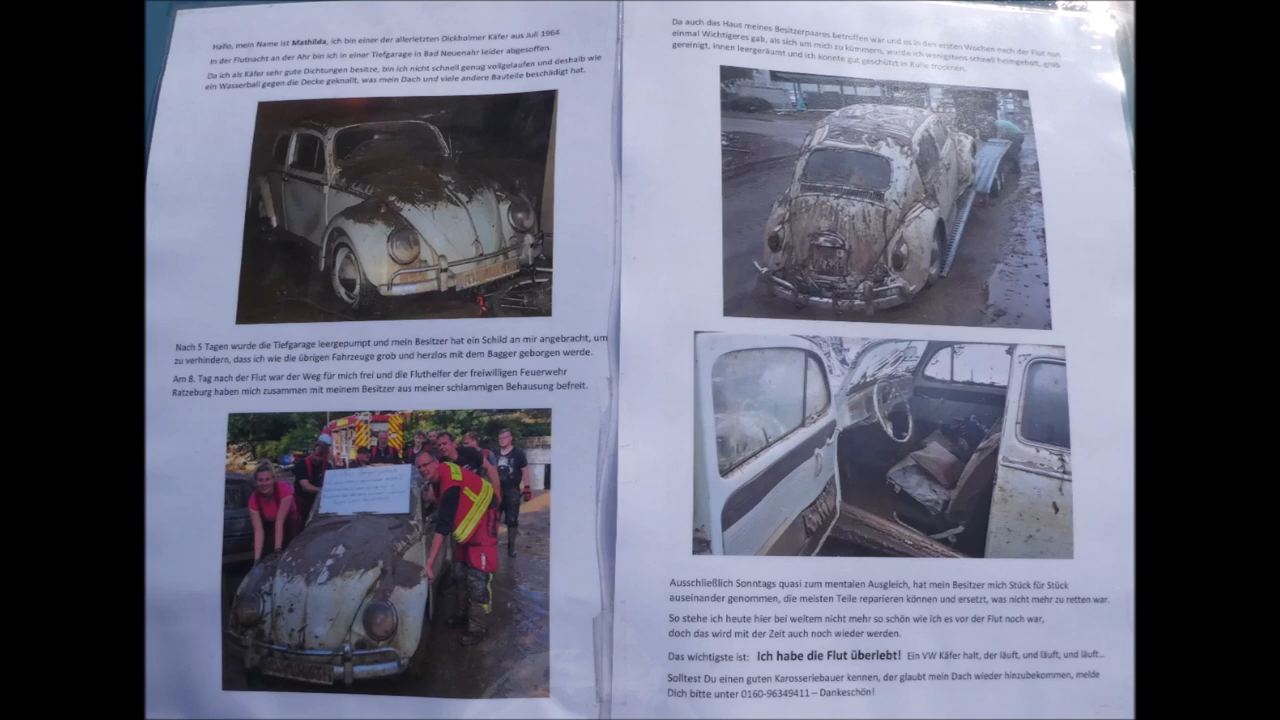 Hallo, mein Name ist Mathilda, ich bin einer der allerletzten Dickholmer Käfer aus Juli 1964
In der Flutnacht an der Ahr bin ich in einer Tiefgarage in Bad Neuenahr leider abgesoffen.
Da ich als Käfer sehr gute Dichtungen besitze, bin ich nicht schnell genug vollgelaufen und deshalb wie
ein Wasserball gegen die Decke geknallt, was mein Dach und viele andere Bauteile beschädigt hat.
Nach 5 Tagen wurde die Tiefgarage leergepumpt und mein Besitzer hat ein Schild an mir angebracht, um
zu verhindern, dass ich wie die übrigen Fahrzeuge grob und herzlos mit dem Bagger geborgen werde.
Am 8. Tag nach der Flut war der Weg für mich frei und die Fluthelfer der freiwilligen Feuerwehr
Ratzeburg haben mich zusammen mit meinem Besitzer aus meiner schlammigen Behausung befreit.
Da auch das Haus meines Besitzerpaares betroffen war und es in den ersten Wochen nach der Flut nun
einmal Wichtigeres gab, als sich um mich zu kümmern, wurde ich wenigstens schnell heimgeholt, grob
gereinigt, innen leergeräumt und ich konnte gut geschützt in Ruhe trocknen.
Ausschließlich Sonntags quasi zum mentalen Ausgleich, hat mein Besitzer mich Stück für Stück
auseinander genommen, die meisten Teile reparieren können und ersetzt, was nicht mehr zu retten war.
So stehe ich heute hier bei weitem nicht mehr so schön wie ich es vor der Flut noch war,
doch das wird mit der Zeit auch noch wieder werden.
Das wichtigste ist: Ich habe die Flut überlebt! Ein VW Käfer halt, der läuft, und läuft, und läuft...
Solltest Du einen guten Karosseriebauer kennen, der glaubt mein Dach wieder hinzubekommen, melde
Dich bitte unter 0160-96349411 – Dankeschön!